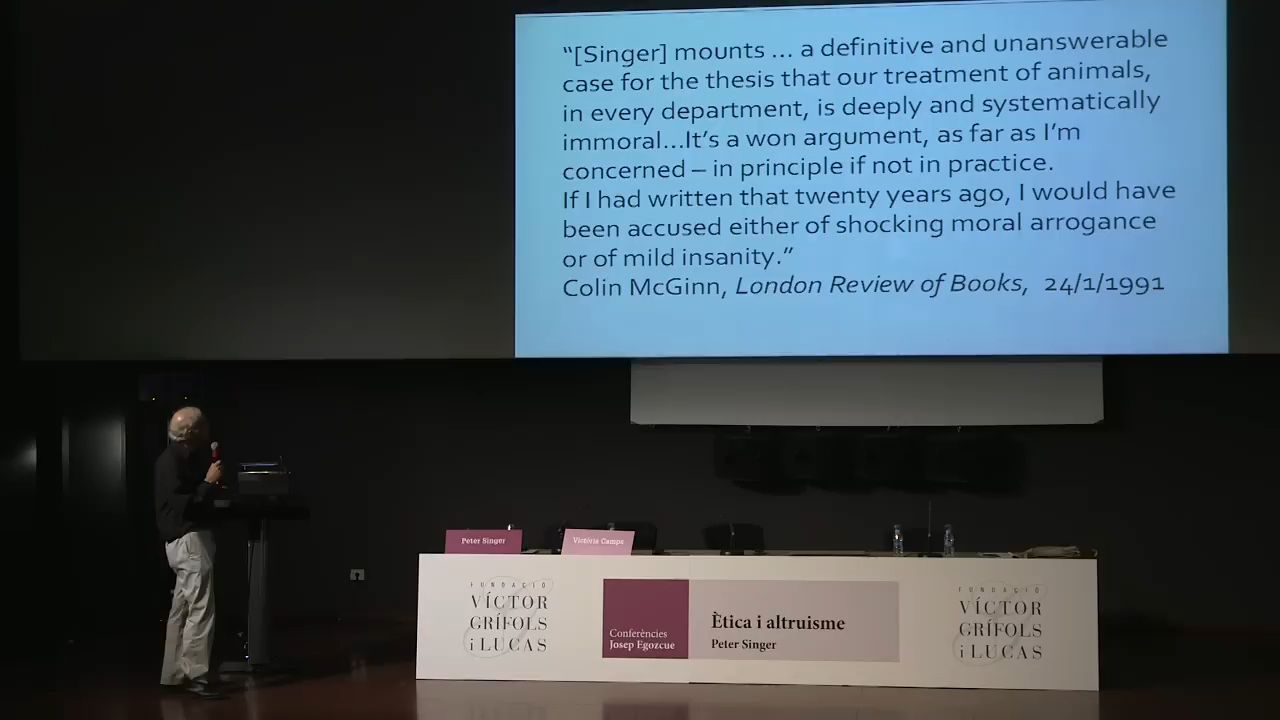 “[Singer] mounts ... a definitive and unanswerable
case for the thesis that our treatment of animals,
in every department, is deeply and systematically
immoral...It’s a won argument, as far as I’m
concerned – in principle if not in practice.
If I had written that twenty years ago, I would have
been accused either of shocking moral arrogance
or of mild insanity.”
Colin McGinn, London Review of Books, 24/1/1991
Peter Singer
Victòria Camps
FUNDACIÓ
VÍCTOR
GRÍFOLS
i LUCAS
Conferències
Josep Egozcue
Ètica i altruisme
Peter Singer
FUNDACIÓ
VÍCTOR
GRÍFOLS
i LUCAS